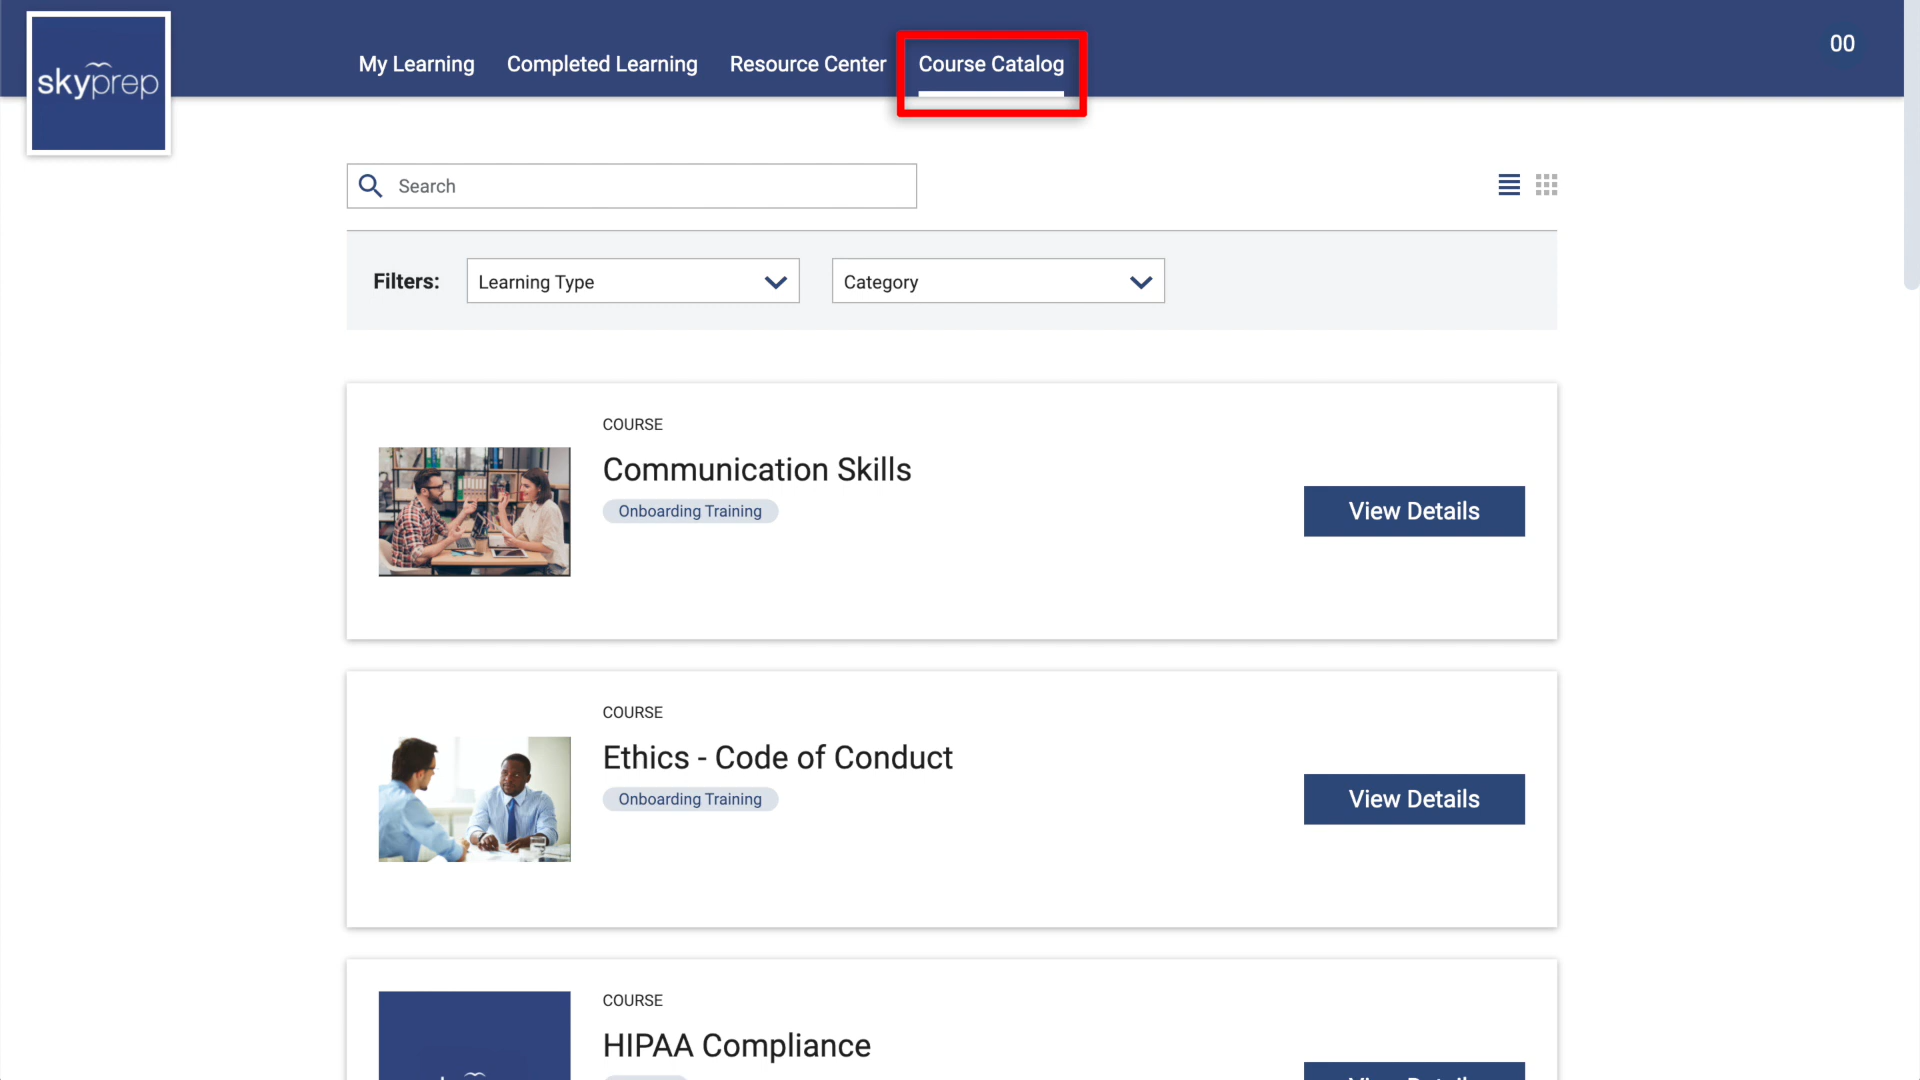 skyprep
My Learning
Completed Learning
Resource Center
Course Catalog
00
Search
Filters:
Learning Type
Category
COURSE
Communication Skills
Onboarding Training
View Details
COURSE
Ethics - Code of Conduct
Onboarding Training
View Details
COURSE
HIPAA Compliance